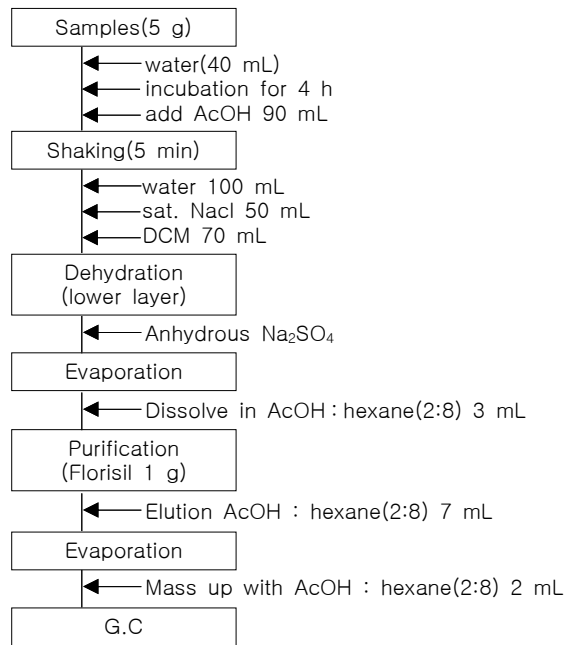 Samples(5 g)
water(40 mL)
incubation for 4 h
add AcOH 90 mL
Shaking(5 min)
water 100 mL
sat. Nacl 50 mL
DCM 70 mL
Dehydration
(lower layer)
Anhydrous Na₂SO₄
Evaporation
Dissolve in AcOH : hexane(2:8) 3 mL
Purification
(Florisil 1 g)
Elution AcOH : hexane(2:8) 7 mL
Evaporation
Mass up with AcOH : hexane(2:8) 2 mL
G.C